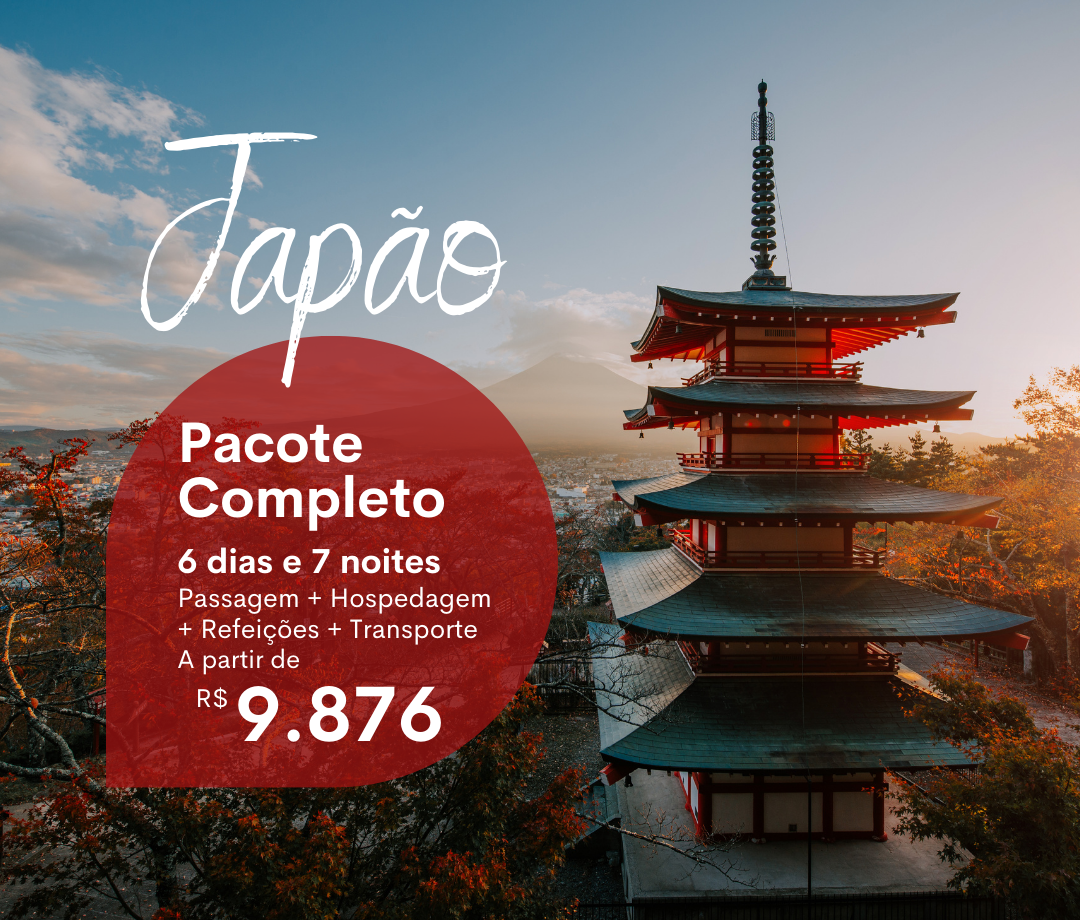 Japão
Pacote
Completo
6 dias e 7 noites
Passagem + Hospedagem
+ Refeições + Transporte
A partir de
R$ 9.876